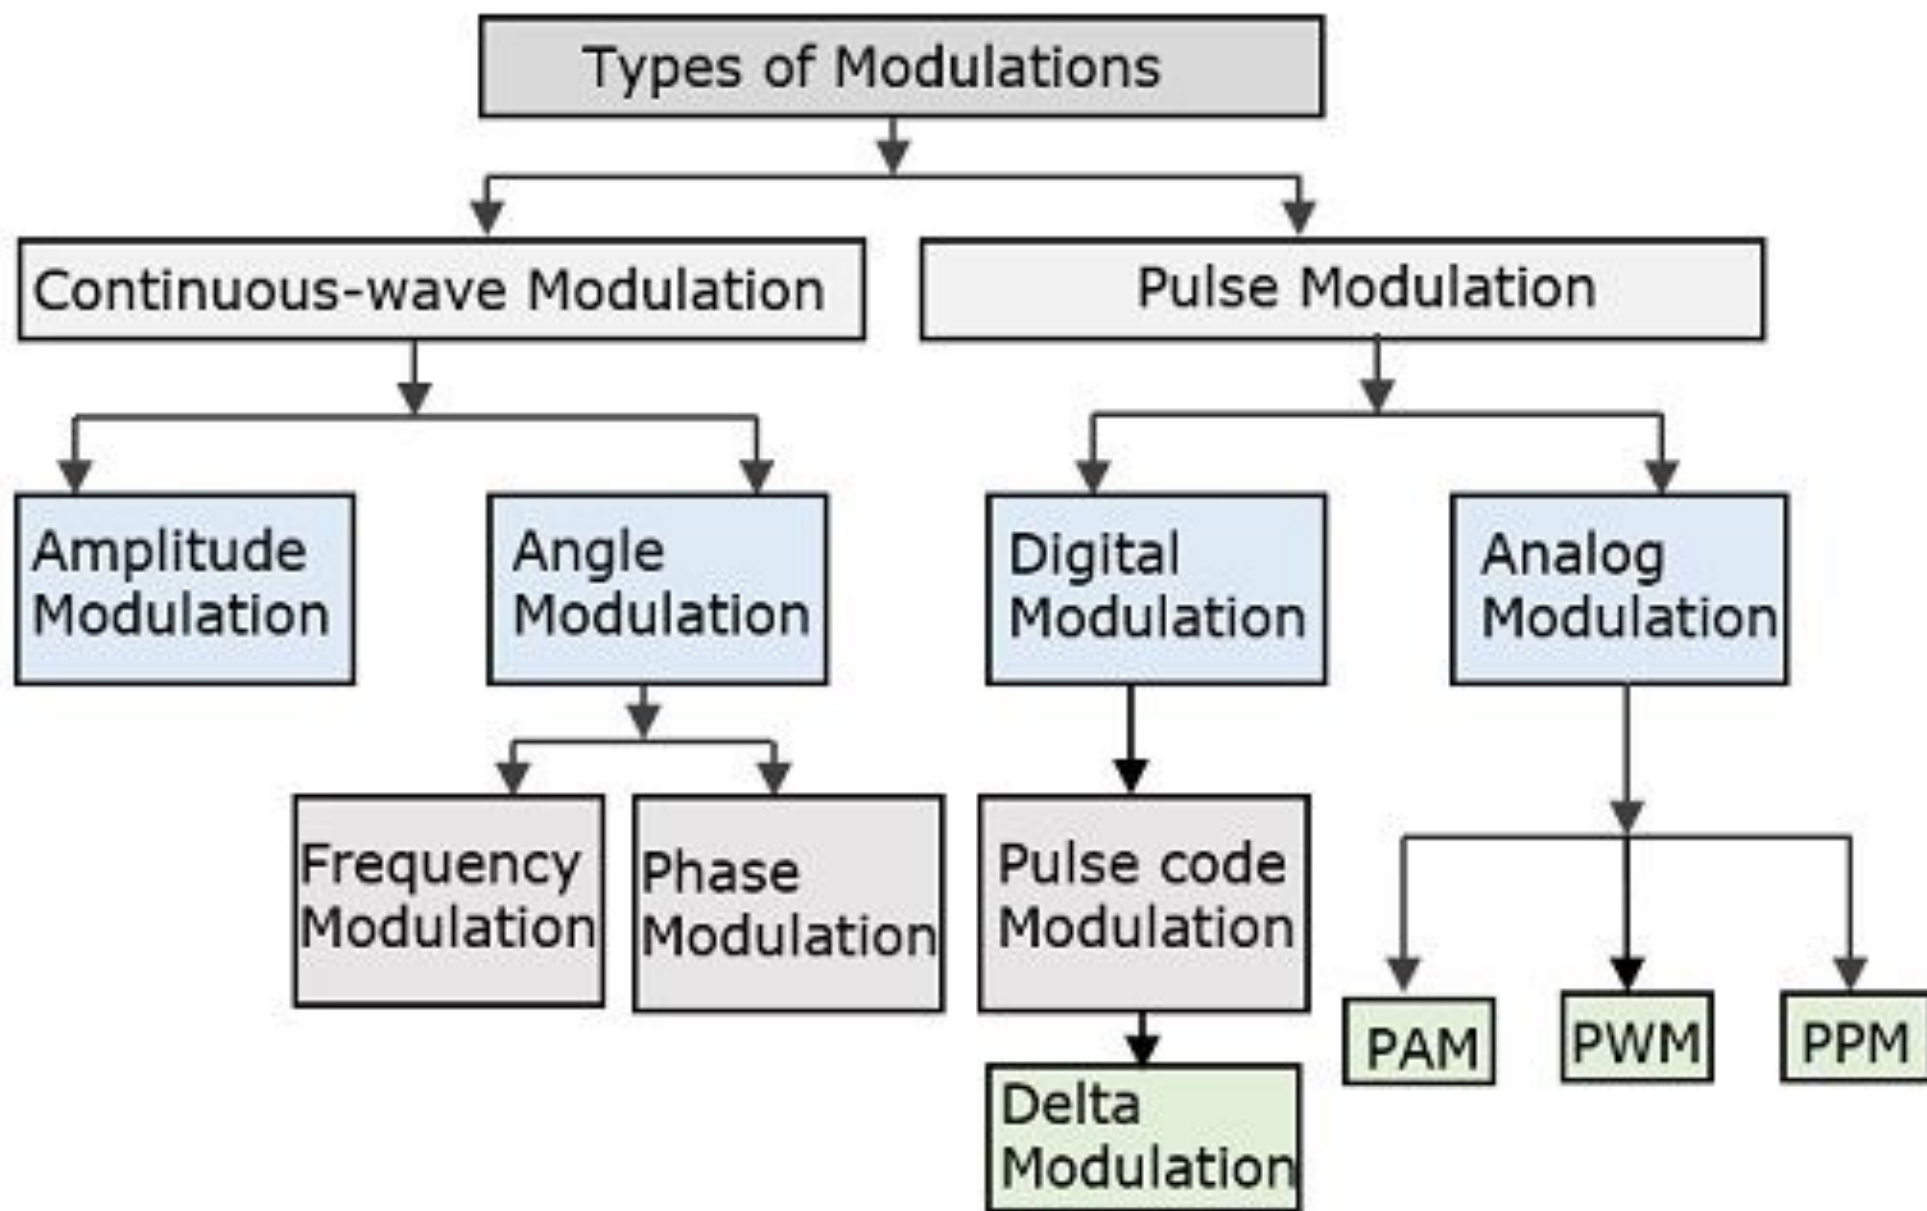 Types of Modulations
Continuous-wave Modulation
Pulse Modulation
Amplitude
Modulation
Angle
Modulation
Digital
Modulation
Analog
Modulation
Frequency
Modulation
Phase
Modulation
Pulse code
Modulation
PAM
PWM
PPM
Delta
Modulation